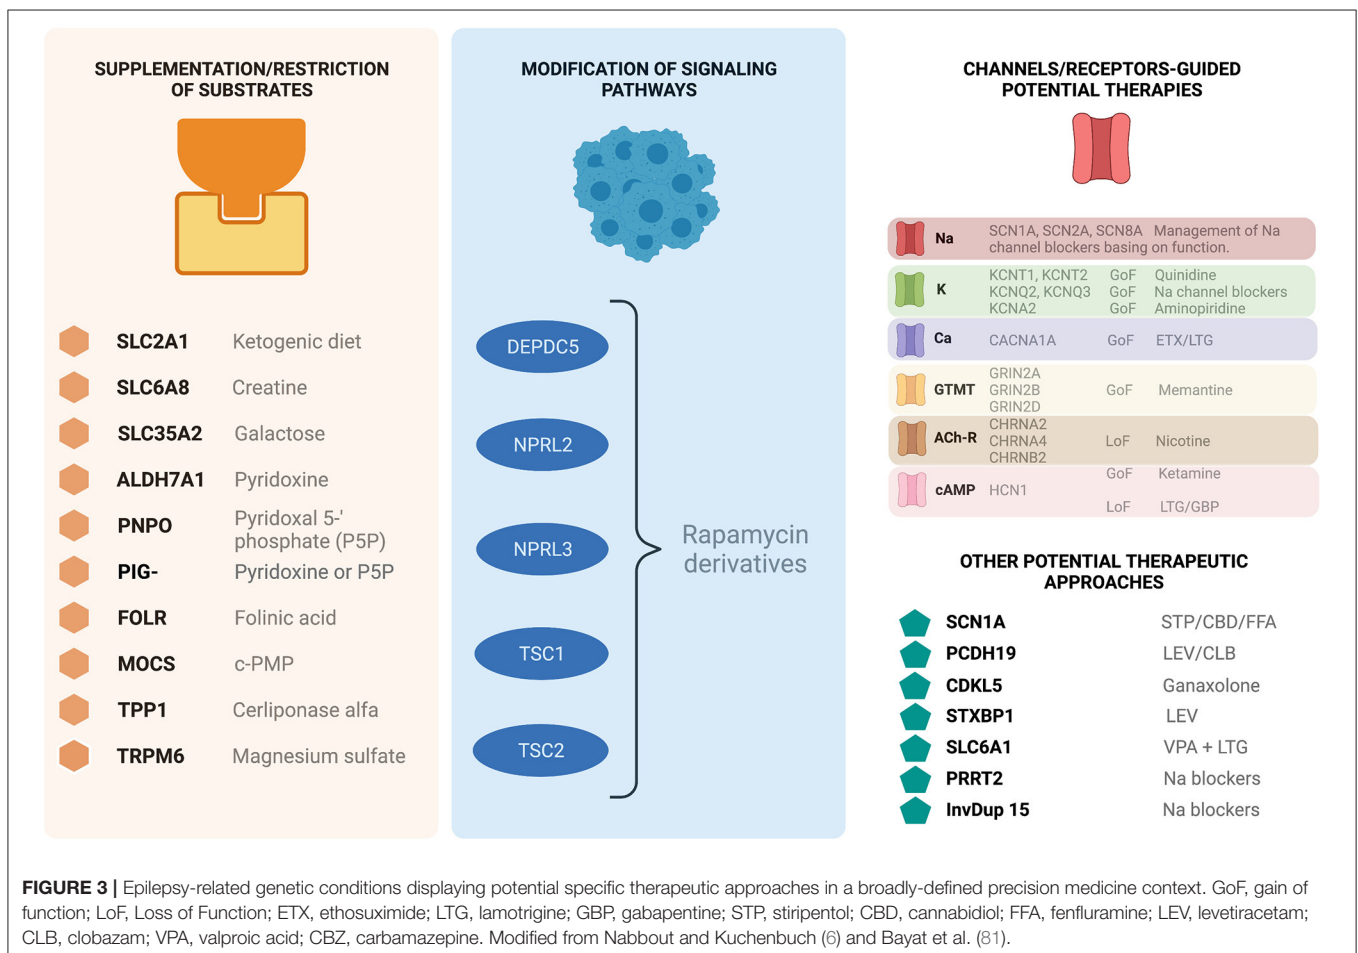 SUPPLEMENTATION/RESTRICTION
OF SUBSTRATES
SLC2A1 Ketogenic diet
SLC6A8 Creatine
SLC35A2 Galactose
ALDH7A1 Pyridoxine
PNPO Pyridoxal 5-'
phosphate (P5P)
PIG- Pyridoxine or P5P
FOLR Folinic acid
MOCS c-PMP
TPP1 Cerliponase alfa
TRPM6 Magnesium sulfate
MODIFICATION OF SIGNALING
PATHWAYS
DEPDC5
NPRL2
NPRL3
TSC1
TSC2
Rapamycin
derivatives
CHANNELS/RECEPTORS-GUIDED
POTENTIAL THERAPIES
Na SCN1A, SCN2A, SCN8A Management of Na
channel blockers basing on function.
K
KCNT1, KCNT2 GoF Quinidine
KCNQ2, KCNQ3 GoF Na channel blockers
KCNA2 GoF Aminopiridine
Ca CACNA1A GoF ETX/LTG
GTMT
GRIN2A
GRIN2B GoF Memantine
GRIN2D
ACh-R
CHRNA2
CHRNA4 LoF Nicotine
CHRNB2
cAMP HCN1
GoF Ketamine
LoF LTG/GBP
OTHER POTENTIAL THERAPEUTIC
APPROACHES
SCN1A STP/CBD/FFA
PCDH19 LEV/CLB
CDKL5 Ganaxolone
STXBP1 LEV
SLC6A1 VPA + LTG
PRRT2 Na blockers
InvDup 15 Na blockers
FIGURE 3 | Epilepsy-related genetic conditions displaying potential specific therapeutic approaches in a broadly-defined precision medicine context. GoF, gain of
function; LoF, Loss of Function; ETX, ethosuximide; LTG, lamotrigine; GBP, gabapentine; STP, stiripentol; CBD, cannabidiol; FFA, fenfluramine; LEV, levetiracetam;
CLB, clobazam; VPA, valproic acid; CBZ, carbamazepine. Modified from Nabbout and Kuchenbuch (6) and Bayat et al. (81).